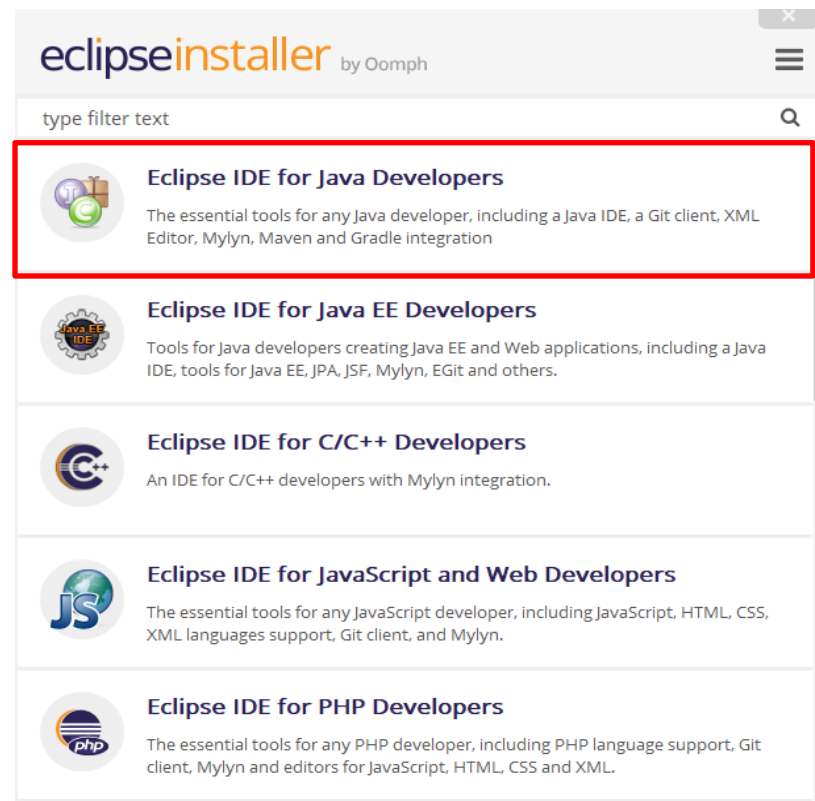 eclipseinstaller by Oomph
type filter text
Eclipse IDE for Java Developers
The essential tools for any Java developer, including a Java IDE, a Git client, XML
Editor, Mylyn, Maven and Gradle integration
Java EE
IDE
Eclipse IDE for Java EE Developers
Tools for Java developers creating Java EE and Web applications, including a Java
IDE, tools for Java EE, JPA, JSF, Mylyn, EGit and others.
C++
Eclipse IDE for C/C++ Developers
An IDE for C/C++ developers with Mylyn integration.
JS
Eclipse IDE for JavaScript and Web Developers
The essential tools for any JavaScript developer, including JavaScript, HTML, CSS,
XML languages support, Git client, and Mylyn.
php
Eclipse IDE for PHP Developers
The essential tools for any PHP developer, including PHP language support, Git
client, Mylyn and editors for JavaScript, HTML, CSS and XML.